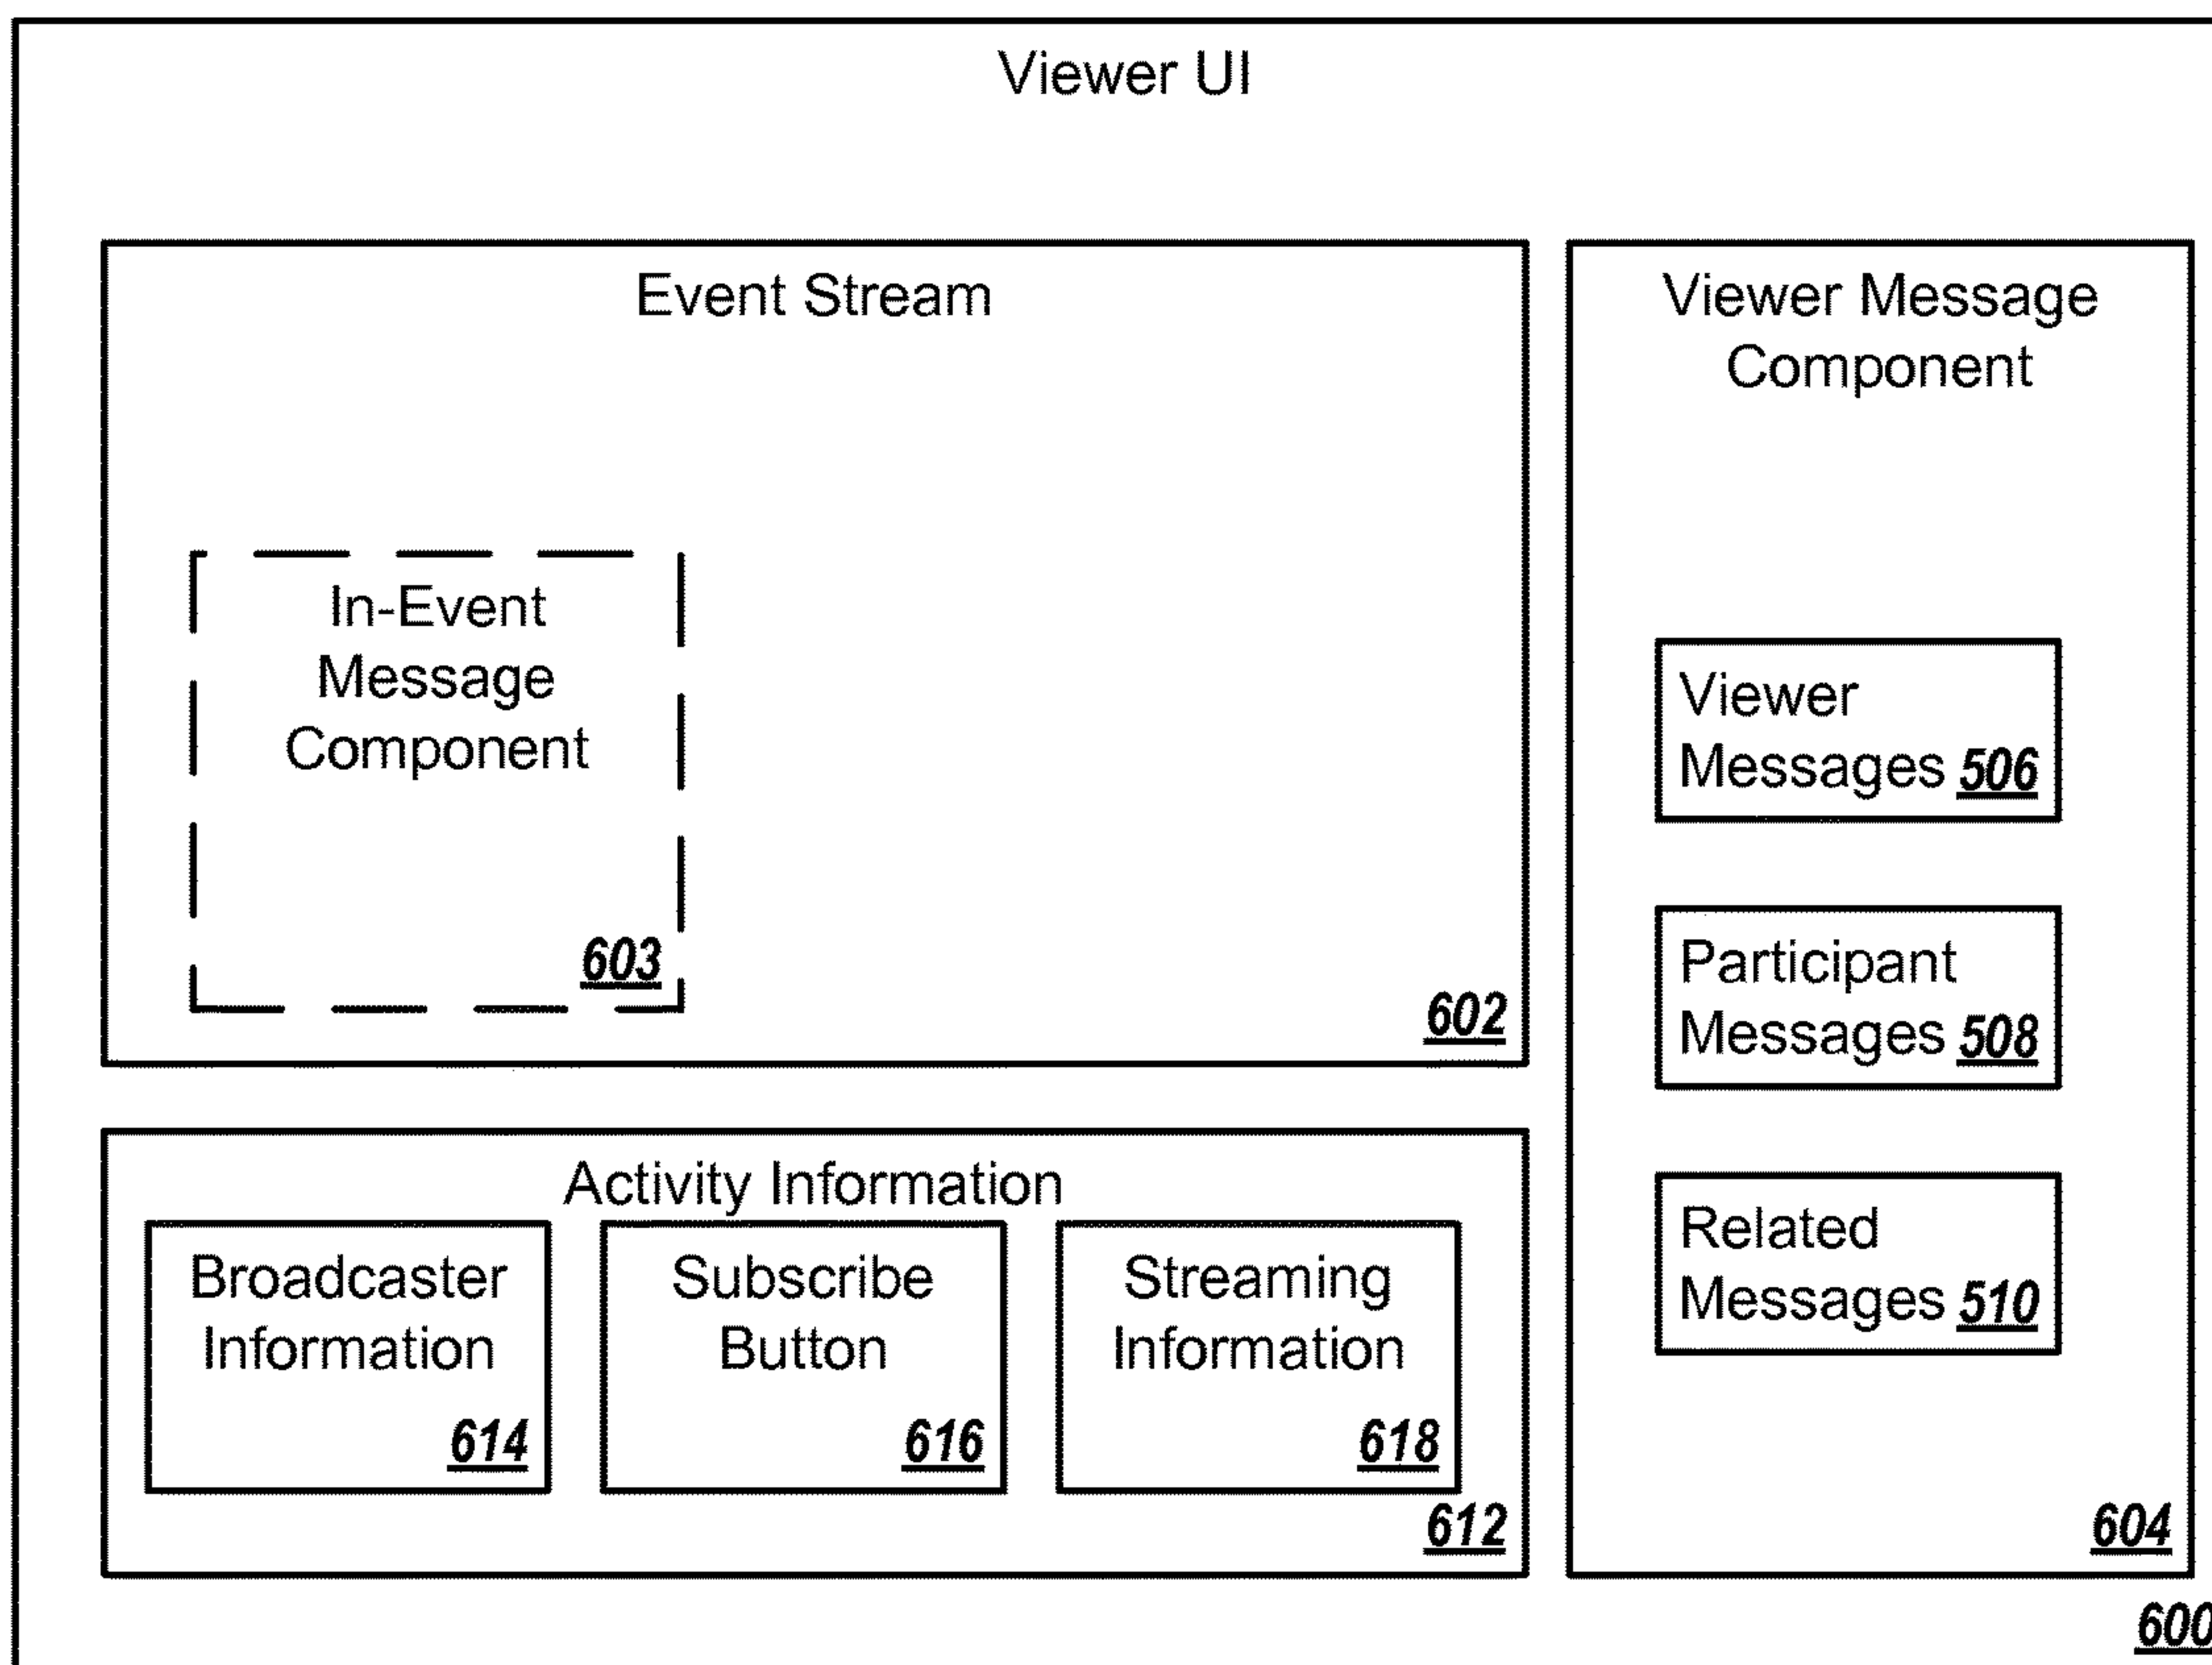 Viewer UI
Event Stream
In-Event
Message
Component
603
602
Viewer Message
Component
Viewer
Messages 506
Participant
Messages 508
Related
Messages 510
604
Activity Information
Broadcaster
Information
614
Subscribe
Button
616
Streaming
Information
618
612
600